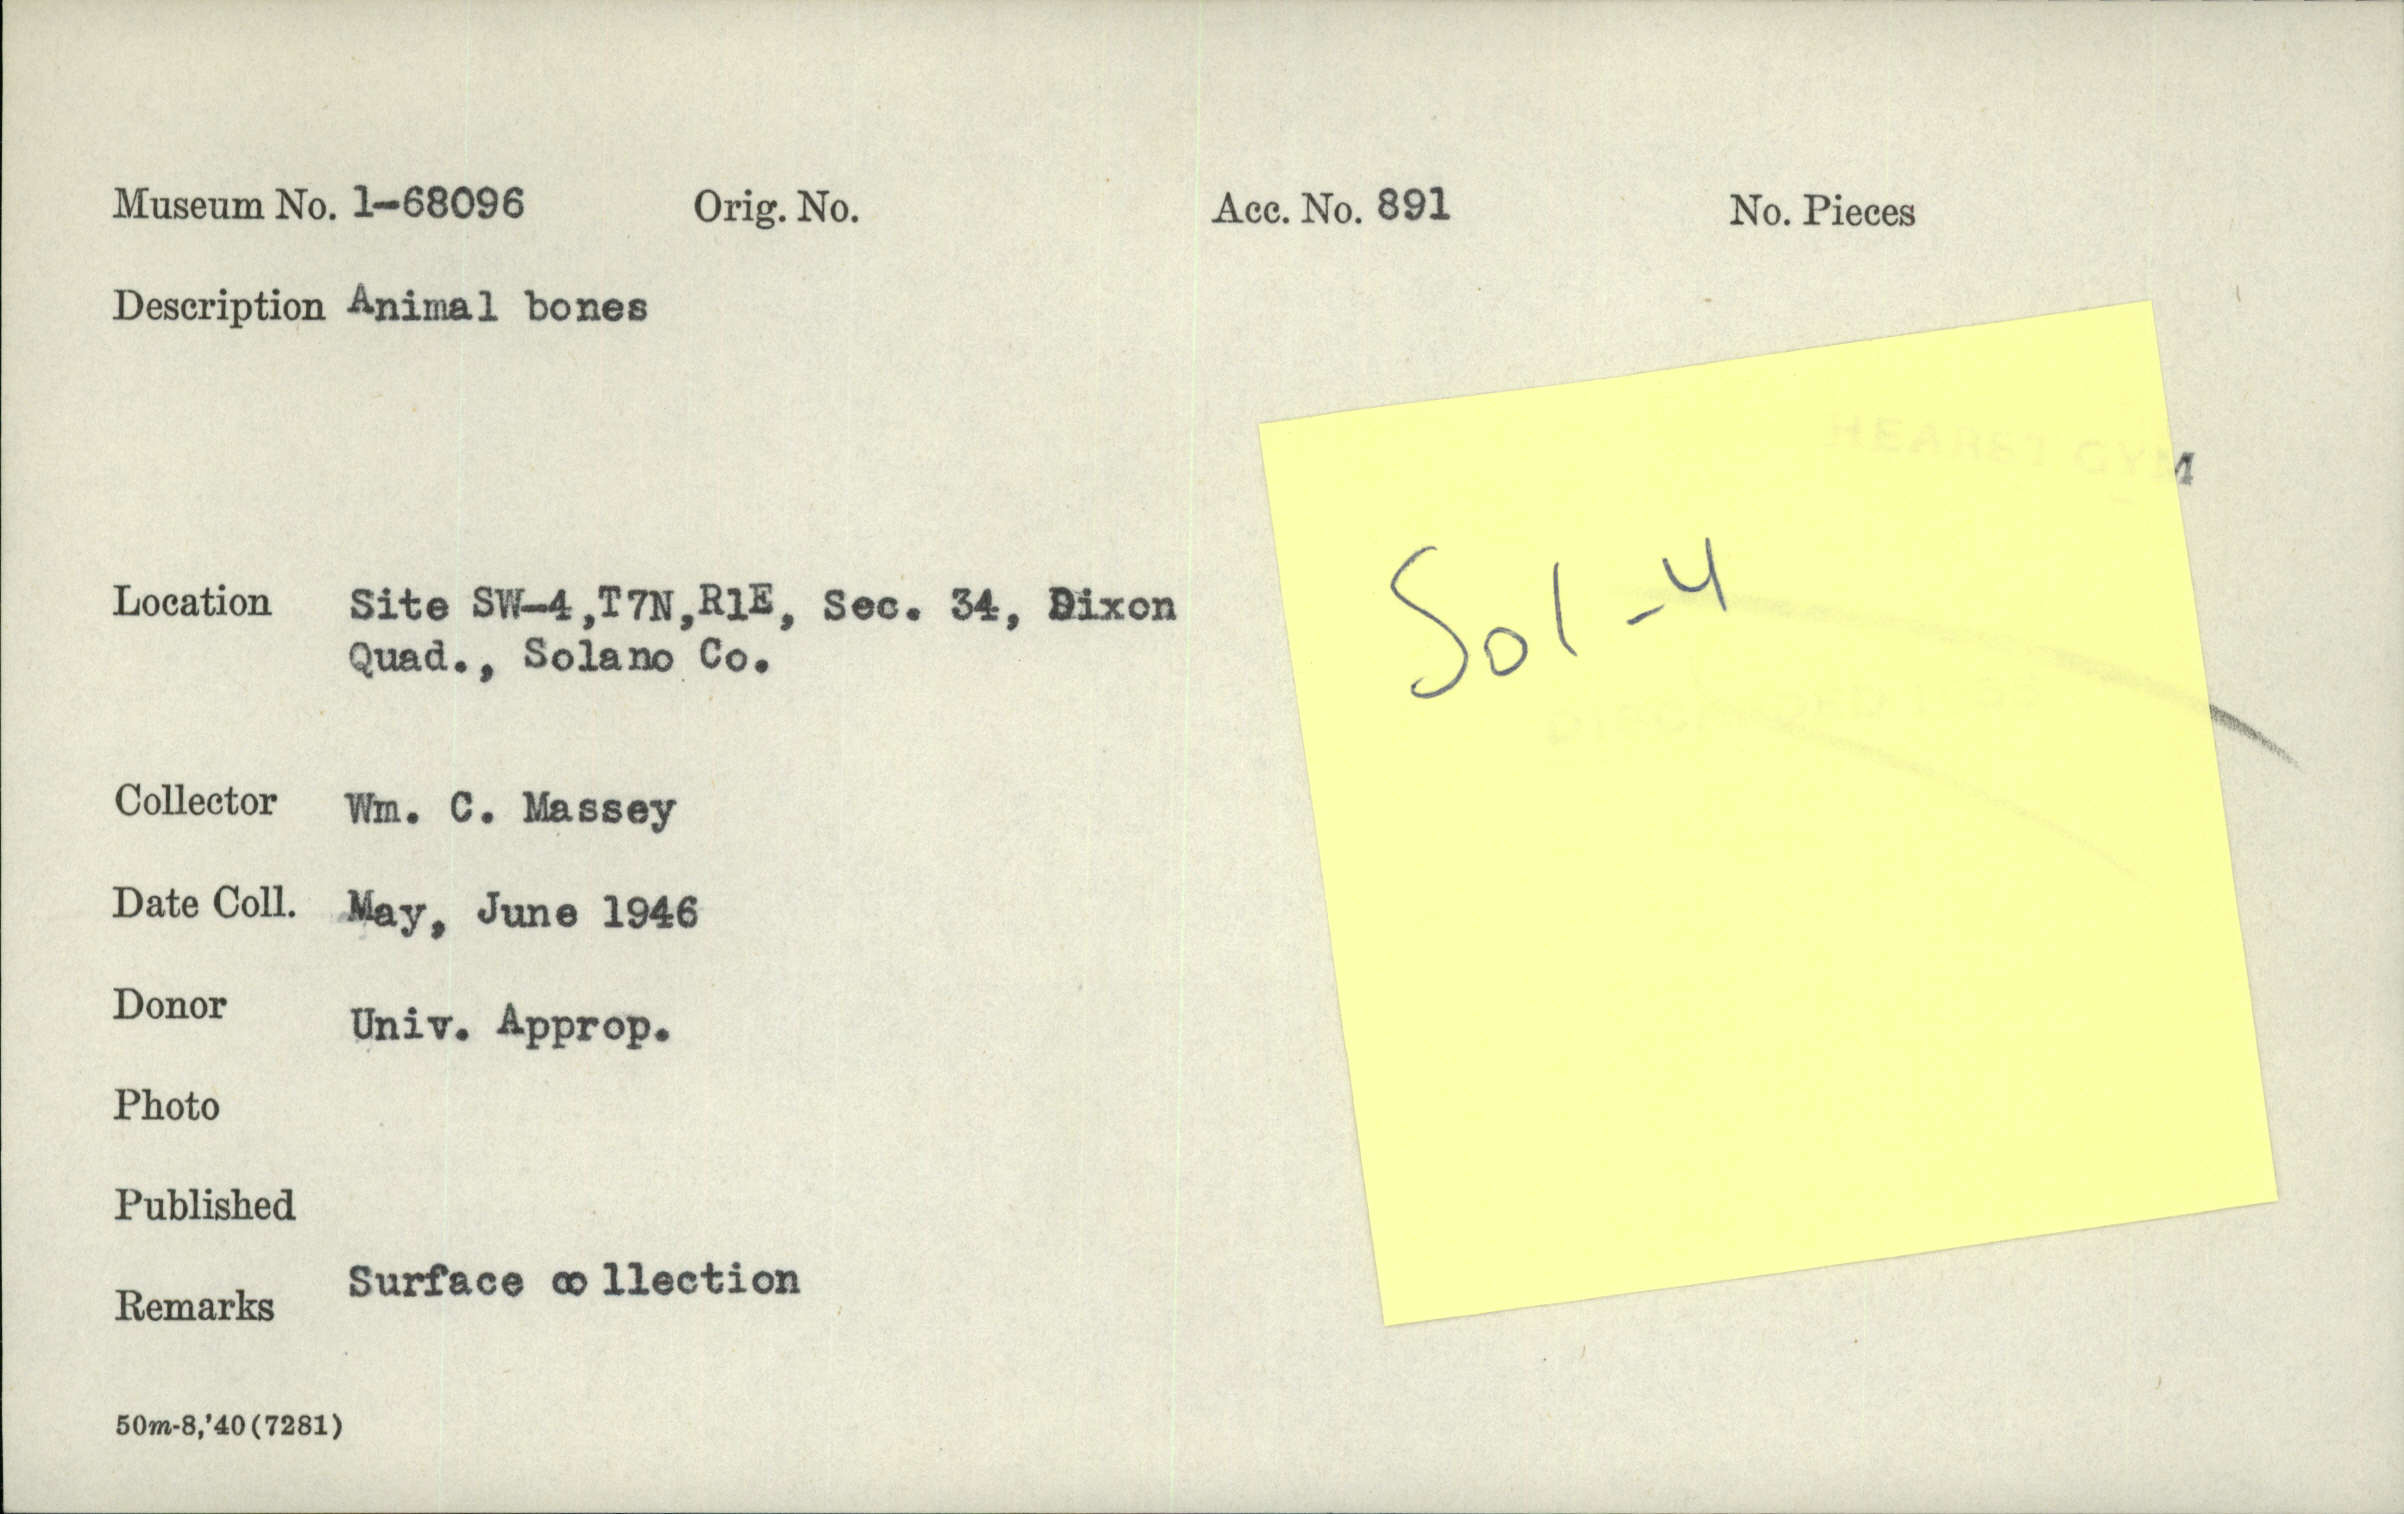 Museum No. 1-68096 Orig. No. Acc. No. 891 No. Pieces
Description Animal bones
HEARST GYM
Location Site SW-4,T7N,R1E, Sec. 34, Dixon
Quad., Solano Co.
Sol-4
Collector Wm. C. Massey
Date Coll. May, June 1946
Donor Univ. Approp.
Photo
Published
Remarks Surface collection
50m-8,'40(7281)